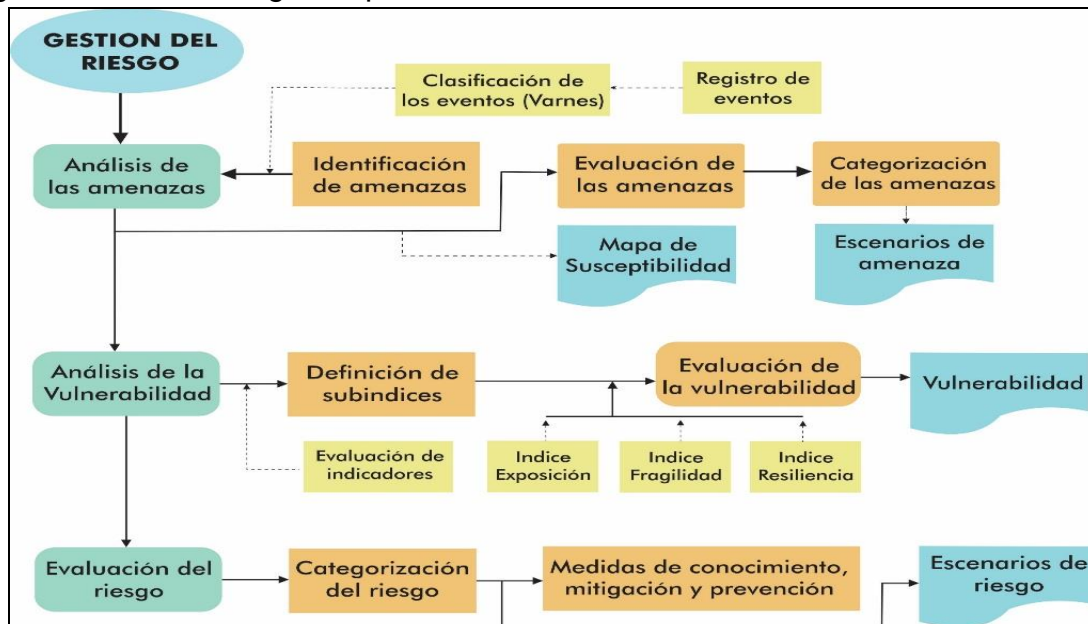 GESTION DEL
RIESGO
Clasificación de
los eventos (Varnes)
Registro de
eventos
Análisis de
las amenazas
Identificación
de amenazas
Evaluación de
las amenazas
Categorización
de las amenazas
Mapa de
Susceptibilidad
Escenarios de
amenaza
Análisis de la
Vulnerabilidad
Definición de
subindices
Evaluación de
la vulnerabilidad
Vulnerabilidad
Evaluación de
indicadores
Indice
Exposición
Indice
Fragilidad
Indice
Resiliencia
Evaluación del
riesgo
Categorización
del riesgo
Medidas de conocimiento,
mitigación y prevención
Escenarios de
riesgo